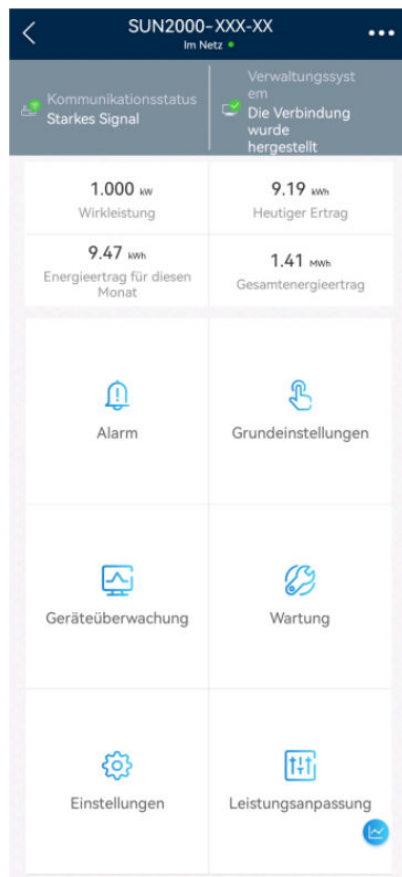 SUN2000-XXX-XX
Im Netz
Kommunikationsstatus
Starkes Signal
Verwaltungssyst
em
Die Verbindung
wurde
hergestellt
1.000 kW
Wirkleistung
9.19 kWh
Heutiger Ertrag
9.47 kWh
Energieertrag für diesen
Monat
1.41 MWh
Gesamtenergieertrag
Alarm
Grundeinstellungen
Geräteüberwachung
Wartung
Einstellungen
Leistungsanpassung